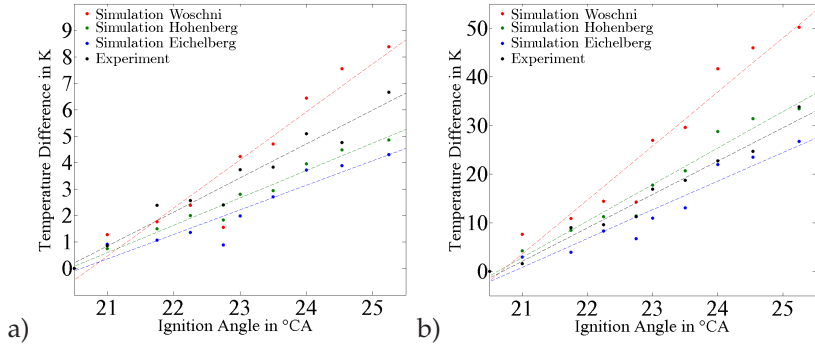 Simulation Woschni
Simulation Hohenberg
Simulation Eichelberg
Experiment
Temperature Difference in K
9
8
7
6
5
4
3
2
1
0
21 22 23 24 25
Ignition Angle in °CA
a)
Simulation Woschni
Simulation Hohenberg
Simulation Eichelberg
Experiment
Temperature Difference in K
50
40
30
20
10
0
21 22 23 24 25
Ignition Angle in °CA
b)